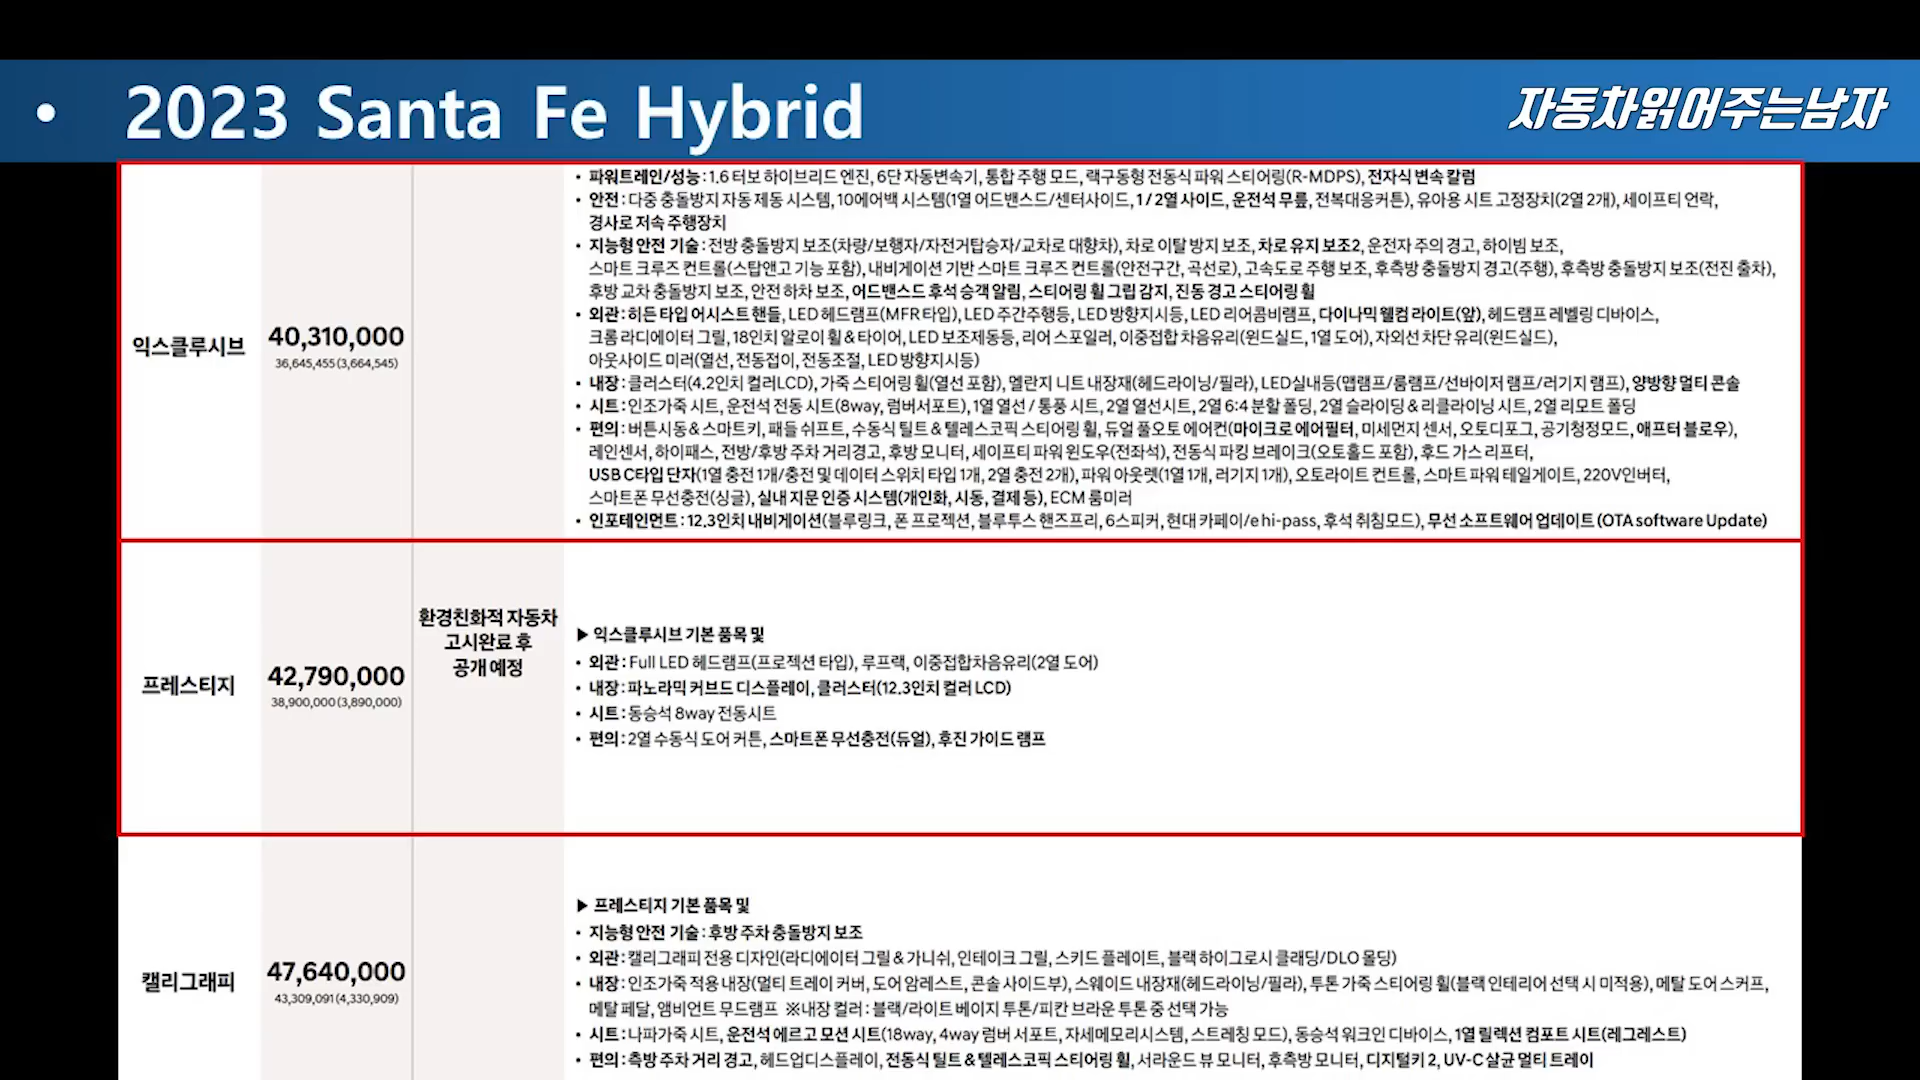 • 2023 Santa Fe Hybrid
자동차읽어주는남자
익스클루시브
40,310,000
36,645,455 (3,664,545)
• 파워트레인/성능 : 1.6 터보 하이브리드 엔진, 6단 자동변속기, 통합 주행 모드, 랙구동형 전동식 파워 스티어링(R-MDPS), 전자식 변속 칼럼
• 안전 : 다중 충돌방지 자동 제동 시스템, 10에어백 시스템(1열 어드밴스드/센터사이드, 1 / 2열 사이드, 운전석 무릎, 전복대응커튼), 유아용 시트 고정장치(2열 2개), 세이프티 언락,
경사로 저속 주행장치
• 지능형 안전 기술 : 전방 충돌방지 보조(차량/보행자/자전거탑승자/교차로 대향차), 차로 이탈 방지 보조, 차로 유지 보조2, 운전자 주의 경고, 하이빔 보조,
스마트 크루즈 컨트롤(스탑앤고 기능 포함), 내비게이션 기반 스마트 크루즈 컨트롤(안전구간, 곡선로), 고속도로 주행 보조, 후측방 충돌방지 경고(주행), 후측방 충돌방지 보조(전진 출차),
후방 교차 충돌방지 보조, 안전 하차 보조, 어드밴스드 후석 승객 알림, 스티어링 휠 그립 감지, 진동 경고 스티어링 휠
• 외관 : 히든 타입 어시스트 핸들, LED 헤드램프(MFR 타입), LED 주간주행등, LED 방향지시등, LED 리어콤비램프, 다이나믹 웰컴 라이트(앞), 헤드램프 레벨링 디바이스,
크롬 라디에이터 그릴, 18인치 알로이 휠 & 타이어, LED 보조제동등, 리어 스포일러, 이중접합 차음유리(윈드실드, 1열 도어), 자외선 차단 유리(윈드실드),
아웃사이드 미러(열선, 전동접이, 전동조절, LED 방향지시등)
• 내장 : 클러스터(4.2인치 컬러LCD), 가죽 스티어링 휠(열선 포함), 멜란지 니트 내장재(헤드라이닝/필라), LED실내등(맵램프/룸램프/선바이저 램프/러기지 램프), 양방향 멀티 콘솔
• 시트 : 인조가죽 시트, 운전석 전동 시트(8way, 럼버서포트), 1열 열선 / 통풍 시트, 2열 열선시트, 2열 6:4 분할 폴딩, 2열 슬라이딩 & 리클라이닝 시트, 2열 리모트 폴딩
• 편의 : 버튼시동 & 스마트키, 패들 쉬프트, 수동식 틸트 & 텔레스코픽 스티어링 휠, 듀얼 풀오토 에어컨(마이크로 에어필터, 미세먼지 센서, 오토디포그, 공기청정모드, 애프터 블로우),
레인센서, 하이패스, 전방/후방 주차 거리경고, 후방 모니터, 세이프티 파워 윈도우(전좌석), 전동식 파킹 브레이크(오토홀드 포함), 후드 가스 리프터,
USB C타입 단자(1열 충전 1개/충전 및 데이터 스위치 타입 1개, 2열 충전 2개), 파워 아웃렛(1열 1개, 러기지 1개), 오토라이트 컨트롤, 스마트 파워 테일게이트, 220V인버터,
스마트폰 무선충전(싱글), 실내 지문 인증 시스템(개인화, 시동, 결제 등), ECM 룸미러
• 인포테인먼트 : 12.3인치 내비게이션(블루링크, 폰 프로젝션, 블루투스 핸즈프리, 6스피커, 현대 카페이/e hi-pass, 후석 취침모드), 무선 소프트웨어 업데이트 (OTA software Update)
프레스티지
42,790,000
38,900,000 (3,890,000)
환경친화적 자동차
고시완료 후
공개 예정
▶ 익스클루시브 기본 품목 및
• 외관 : Full LED 헤드램프(프로젝션 타입), 루프랙, 이중접합차음유리(2열 도어)
• 내장 : 파노라믹 커브드 디스플레이, 클러스터(12.3인치 컬러 LCD)
• 시트 : 동승석 8way 전동시트
• 편의 : 2열 수동식 도어 커튼, 스마트폰 무선충전(듀얼), 후진 가이드 램프
캘리그래피
47,640,000
43,309,091 (4,330,909)
▶ 프레스티지 기본 품목 및
• 지능형 안전 기술 : 후방 주차 충돌방지 보조
• 외관 : 캘리그래피 전용 디자인(라디에이터 그릴 & 가니쉬, 인테이크 그릴, 스키드 플레이트, 블랙 하이그로시 클래딩/DLO 몰딩)
• 내장 : 인조가죽 적용 내장(멀티 트레이 커버, 도어 암레스트, 콘솔 사이드부), 스웨이드 내장재(헤드라이닝/필라), 투톤 가죽 스티어링 휠(블랙 인테리어 선택 시 미적용), 메탈 도어 스커프,
메탈 페달, 앰비언트 무드램프 ※내장 컬러 : 블랙/라이트 베이지 투톤/피칸 브라운 투톤 중 선택 가능
• 시트 : 나파가죽 시트, 운전석 에르고 모션 시트(18way, 4way 럼버 서포트, 자세메모리시스템, 스트레칭 모드), 동승석 워크인 디바이스, 1열 릴렉션 컴포트 시트(레그레스트)
• 편의 : 측방 주차 거리 경고, 헤드업디스플레이, 전동식 틸트 & 텔레스코픽 스티어링 휠, 서라운드 뷰 모니터, 후측방 모니터, 디지털키 2, UV-C 살균 멀티 트레이